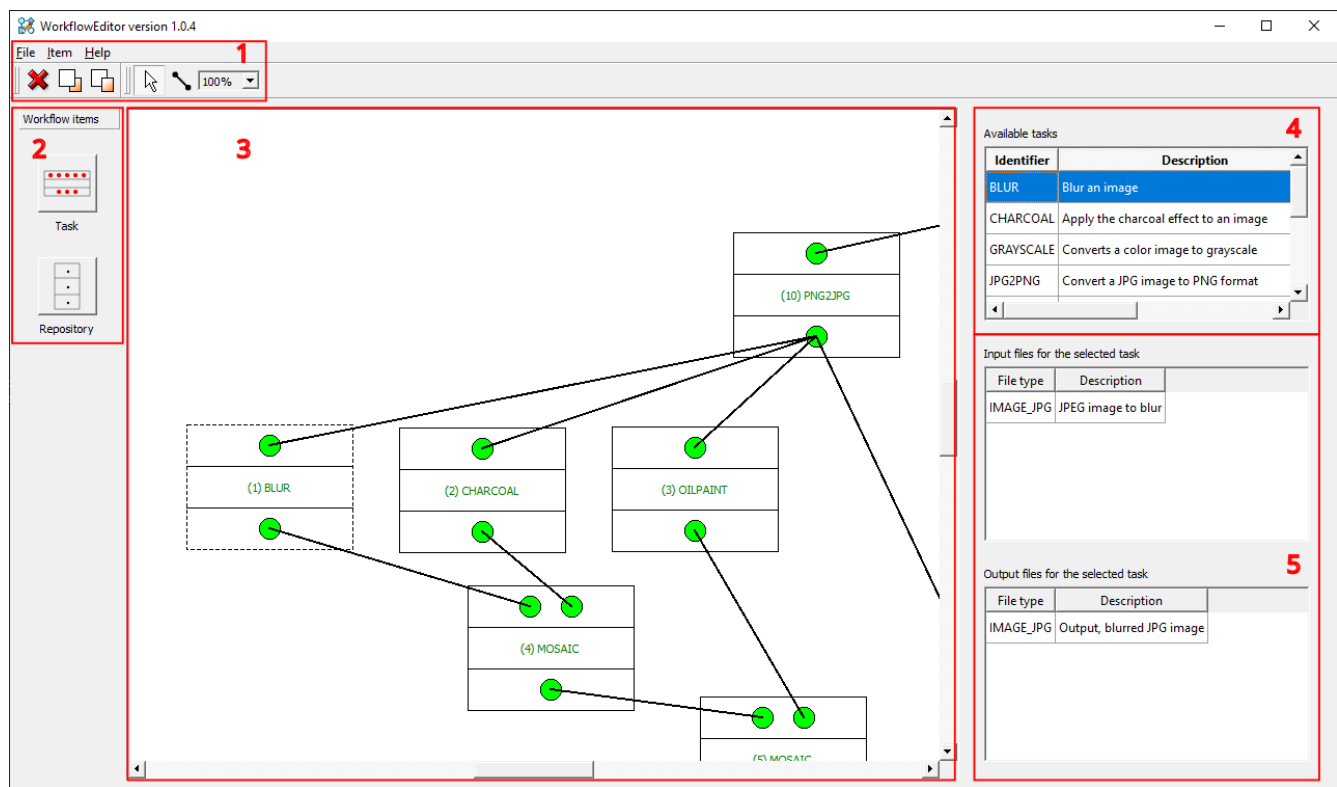 WorkflowEditor version 1.0.4
File Item Help
1
100%
Workflow items
2
Task
Repository
3
(10) PNG2JPG
(1) BLUR
(2) CHARCOAL
(3) OILPAINT
(4) MOSAIC
(5) MOSAIC
4
Available tasks
Identifier Description
BLUR Blur an image
CHARCOAL Apply the charcoal effect to an image
GRAYSCALE Converts a color image to grayscale
JPG2PNG Convert a JPG image to PNG format
Input files for the selected task
File type Description
IMAGE_JPG JPEG image to blur
5
Output files for the selected task
File type Description
IMAGE_JPG Output, blurred JPG image